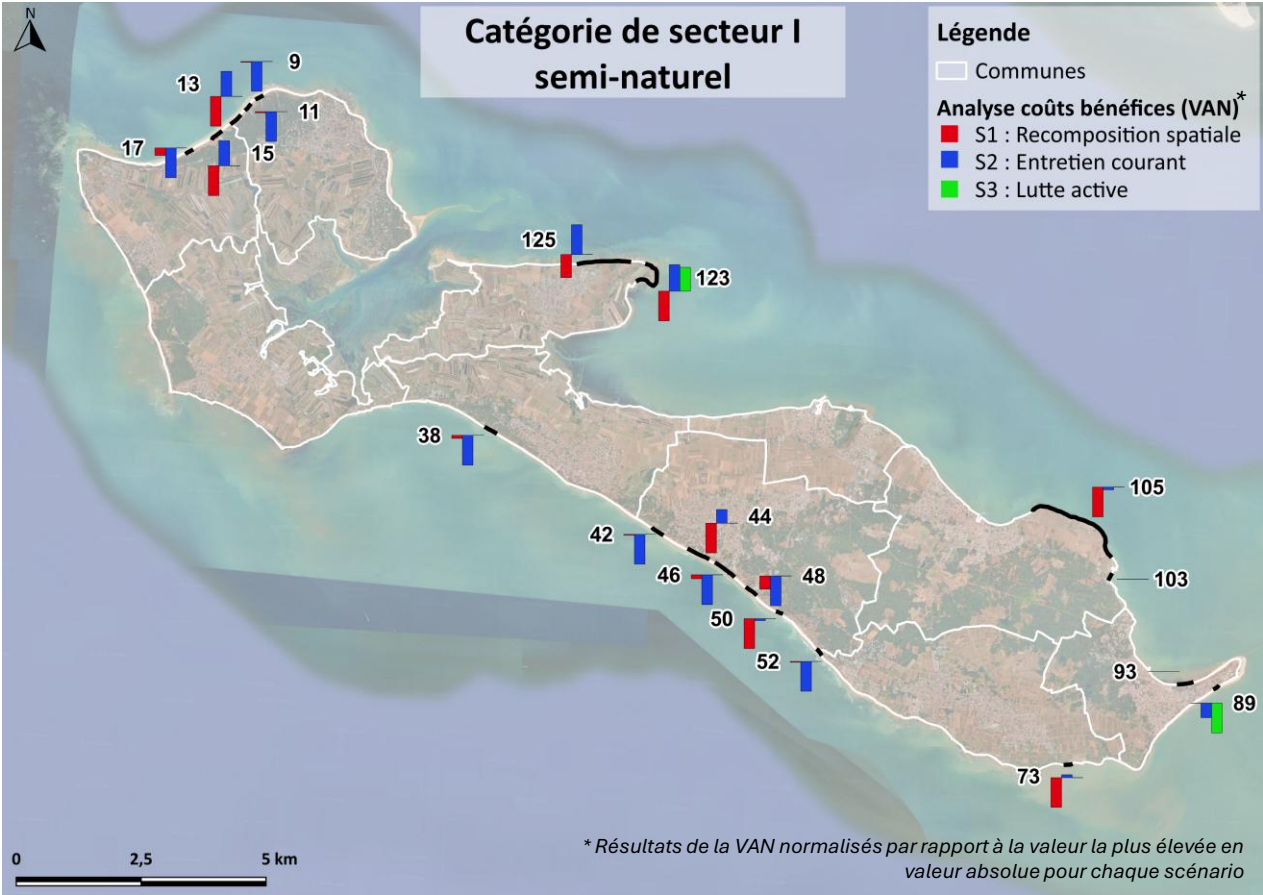 N
Catégorie de secteur I
semi-naturel
Légende
Communes
Analyse coûts bénéfices (VAN)*
S1 : Recomposition spatiale
S2 : Entretien courant
S3 : Lutte active
9
13
11
17
15
125
123
38
105
44
42
103
46
48
50
52
93
89
73
* Résultats de la VAN normalisés par rapport à la valeur la plus élevée en
valeur absolue pour chaque scénario
0 2,5 5 km